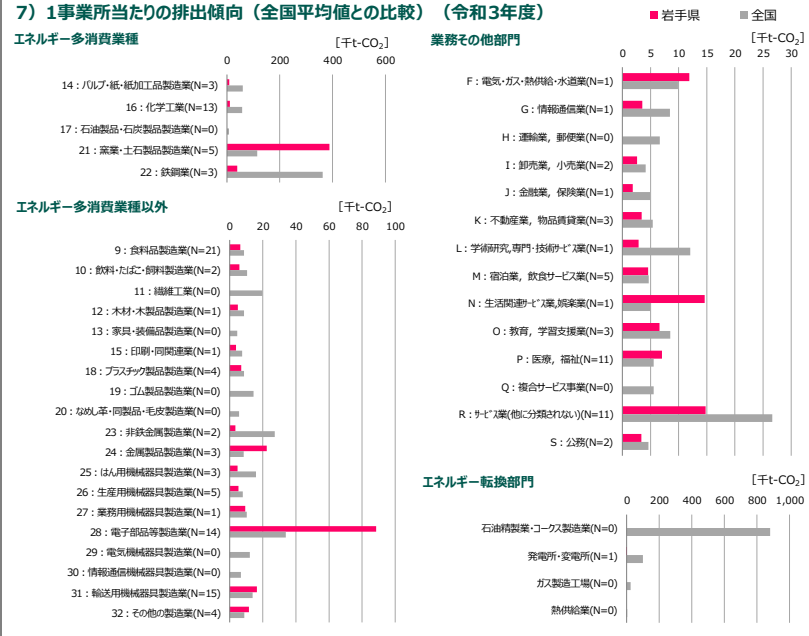 7）1事業所当たりの排出傾向（全国平均値との比較）（令和3年度）
■岩手県 ■全国
エネルギー多消費業種
［千t-CO₂］
0 200 400 600
14：パルプ・紙・紙加工品製造業(N=3)
16：化学工業(N=13)
17：石油製品・石炭製品製造業(N=0)
21：窯業・土石製品製造業(N=5)
22：鉄鋼業(N=3)
エネルギー多消費業種以外
［千t-CO₂］
0 20 40 60 80 100
9：食料品製造業(N=21)
10：飲料・たばこ・飼料製造業(N=2)
11：繊維工業(N=0)
12：木材・木製品製造業(N=1)
13：家具・装備品製造業(N=0)
15：印刷・同関連業(N=1)
18：プラスチック製品製造業(N=4)
19：ゴム製品製造業(N=0)
20：なめし革・同製品・毛皮製造業(N=0)
23：非鉄金属製造業(N=2)
24：金属製品製造業(N=3)
25：はん用機械器具製造業(N=3)
26：生産用機械器具製造業(N=5)
27：業務用機械器具製造業(N=1)
28：電子部品等製造業(N=14)
29：電気機械器具製造業(N=0)
30：情報通信機械器具製造業(N=0)
31：輸送用機械器具製造業(N=15)
32：その他の製造業(N=4)
業務その他部門
［千t-CO₂］
0 5 10 15 20 25 30
F：電気・ガス・熱供給・水道業(N=1)
G：情報通信業(N=1)
H：運輸業，郵便業(N=0)
I：卸売業，小売業(N=2)
J：金融業，保険業(N=1)
K：不動産業，物品賃貸業(N=3)
L：学術研究,専門・技術サービス業(N=1)
M：宿泊業，飲食サービス業(N=5)
N：生活関連サービス業,娯楽業(N=1)
O：教育，学習支援業(N=3)
P：医療，福祉(N=11)
Q：複合サービス事業(N=0)
R：サービス業(他に分類されない)(N=11)
S：公務(N=2)
エネルギー転換部門
［千t-CO₂］
0 200 400 600 800 1,000
石油精製業・コークス製造業(N=0)
発電所・変電所(N=1)
ガス製造工場(N=0)
熱供給業(N=0)